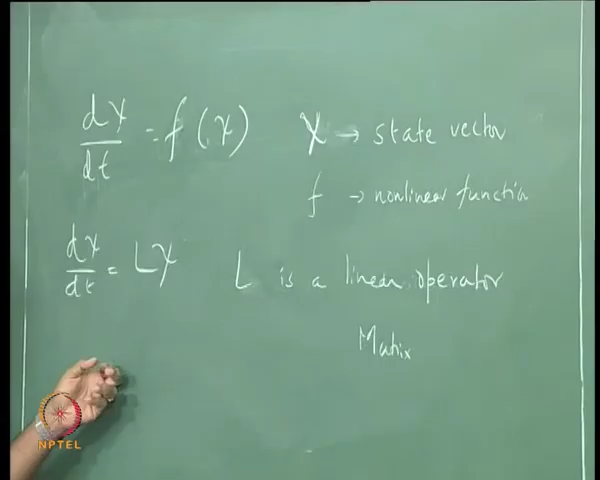 dX/dt = f(X)
X → state vector
f → nonlinear function
dX/dt = LX
L is a linear operator
Matrix
NPTEL